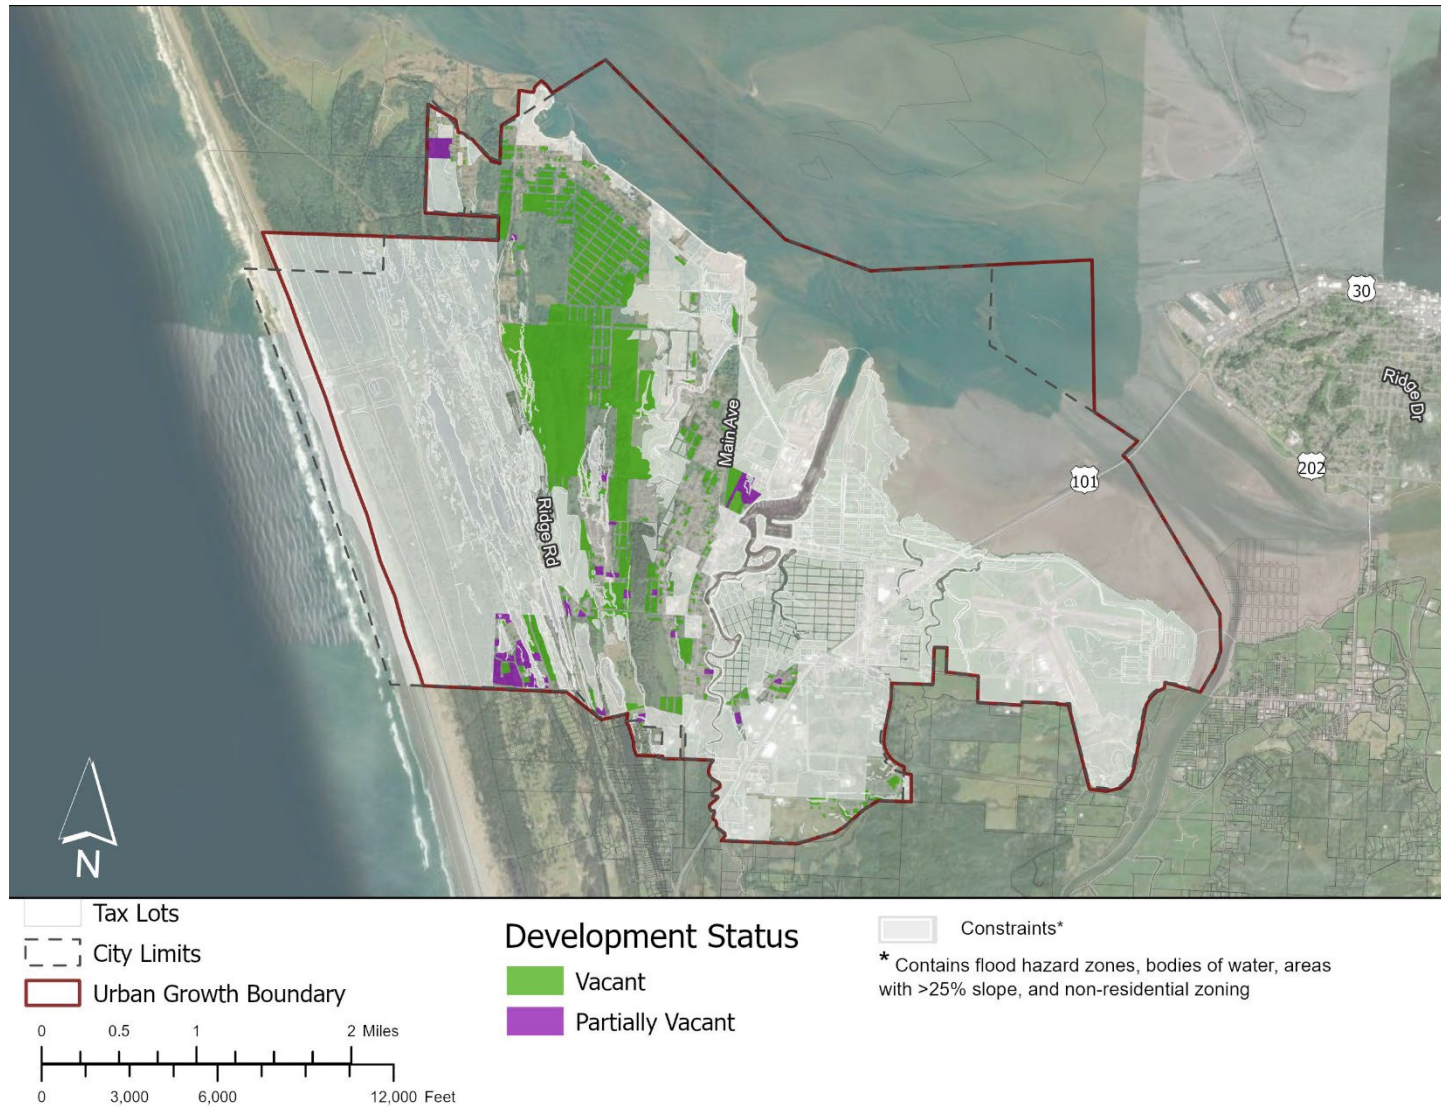 30
Ridge Dr
Main Ave
202
101
Ridge Rd
N
Tax Lots
City Limits
Urban Growth Boundary
0 0.5 1 2 Miles
0 3,000 6,000 12,000 Feet
Development Status
Vacant
Partially Vacant
Constraints*
* Contains flood hazard zones, bodies of water, areas
with >25% slope, and non-residential zoning